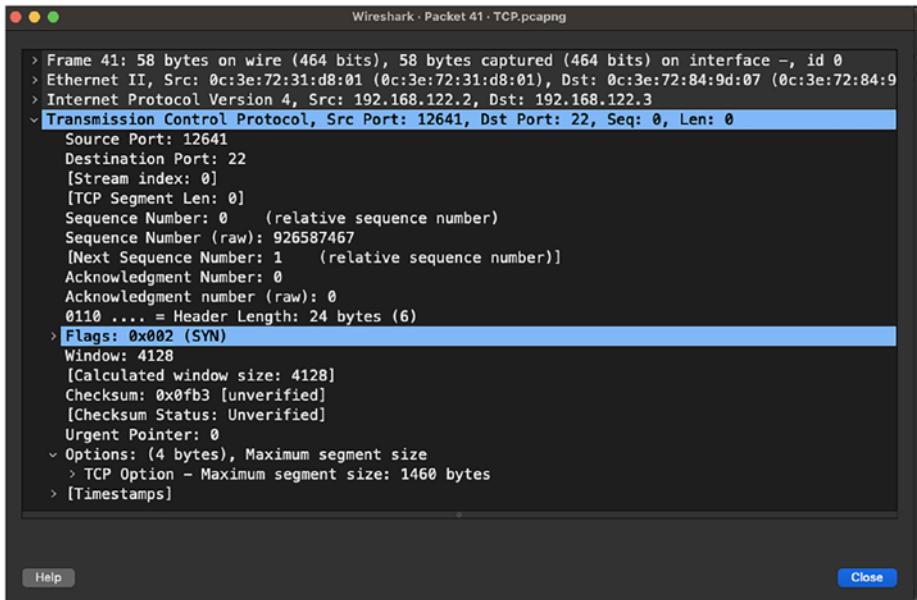 Wireshark · Packet 41 · TCP.pcapng
> Frame 41: 58 bytes on wire (464 bits), 58 bytes captured (464 bits) on interface -, id 0
> Ethernet II, Src: 0c:3e:72:31:d8:01 (0c:3e:72:31:d8:01), Dst: 0c:3e:72:84:9d:07 (0c:3e:72:84:9
> Internet Protocol Version 4, Src: 192.168.122.2, Dst: 192.168.122.3
Transmission Control Protocol, Src Port: 12641, Dst Port: 22, Seq: 0, Len: 0
Source Port: 12641
Destination Port: 22
[Stream index: 0]
[TCP Segment Len: 0]
Sequence Number: 0 (relative sequence number)
Sequence Number (raw): 926587467
[Next Sequence Number: 1 (relative sequence number)]
Acknowledgment Number: 0
Acknowledgment number (raw): 0
0110 .... = Header Length: 24 bytes (6)
> Flags: 0x002 (SYN)
Window: 4128
[Calculated window size: 4128]
Checksum: 0x0fb3 [unverified]
[Checksum Status: Unverified]
Urgent Pointer: 0
Options: (4 bytes), Maximum segment size
> TCP Option - Maximum segment size: 1460 bytes
> [Timestamps]
Help
Close